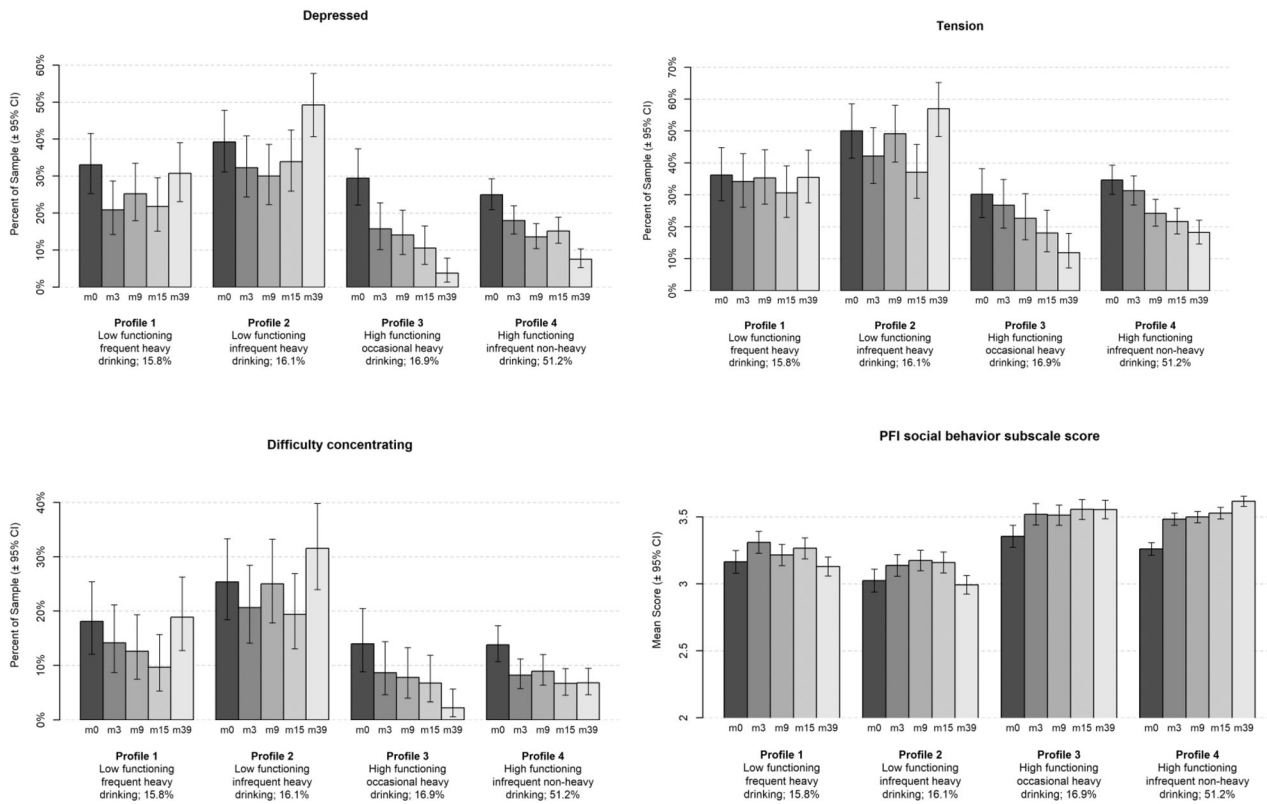 Depressed
Percent of Sample (± 95% CI)
60%
50%
40%
30%
20%
10%
0%
m0 m3 m9 m15 m39 m0 m3 m9 m15 m39 m0 m3 m9 m15 m39 m0 m3 m9 m15 m39
Profile 1
Low functioning
frequent heavy
drinking; 15.8%
Profile 2
Low functioning
infrequent heavy
drinking; 16.1%
Profile 3
High functioning
occasional heavy
drinking; 16.9%
Profile 4
High functioning
infrequent non-heavy
drinking; 51.2%
Tension
Percent of Sample (± 95% CI)
70%
60%
50%
40%
30%
20%
10%
0%
m0 m3 m9 m15 m39 m0 m3 m9 m15 m39 m0 m3 m9 m15 m39 m0 m3 m9 m15 m39
Profile 1
Low functioning
frequent heavy
drinking; 15.8%
Profile 2
Low functioning
infrequent heavy
drinking; 16.1%
Profile 3
High functioning
occasional heavy
drinking; 16.9%
Profile 4
High functioning
infrequent non-heavy
drinking; 51.2%
Difficulty concentrating
Percent of Sample (± 95% CI)
40%
30%
20%
10%
0%
m0 m3 m9 m15 m39 m0 m3 m9 m15 m39 m0 m3 m9 m15 m39 m0 m3 m9 m15 m39
Profile 1
Low functioning
frequent heavy
drinking; 15.8%
Profile 2
Low functioning
infrequent heavy
drinking; 16.1%
Profile 3
High functioning
occasional heavy
drinking; 16.9%
Profile 4
High functioning
infrequent non-heavy
drinking; 51.2%
PFI social behavior subscale score
Mean Score (± 95% CI)
3.5
3
2.5
2
m0 m3 m9 m15 m39 m0 m3 m9 m15 m39 m0 m3 m9 m15 m39 m0 m3 m9 m15 m39
Profile 1
Low functioning
frequent heavy
drinking; 15.8%
Profile 2
Low functioning
infrequent heavy
drinking; 16.1%
Profile 3
High functioning
occasional heavy
drinking; 16.9%
Profile 4
High functioning
infrequent non-heavy
drinking; 51.2%